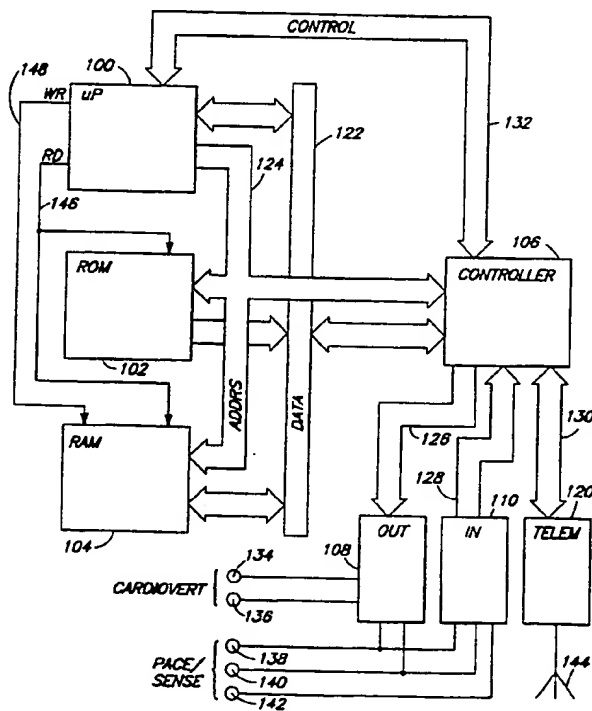 CONTROL
148
100
WR
uP
RD
146
124
122
132
106
ROM
CONTROLLER
102
ADDRS
DATA
RAM
104
126
128
130
110
120
108
OUT
IN
TELEM
CARDIOVERT
134
136
PACE/
SENSE
138
140
142
144